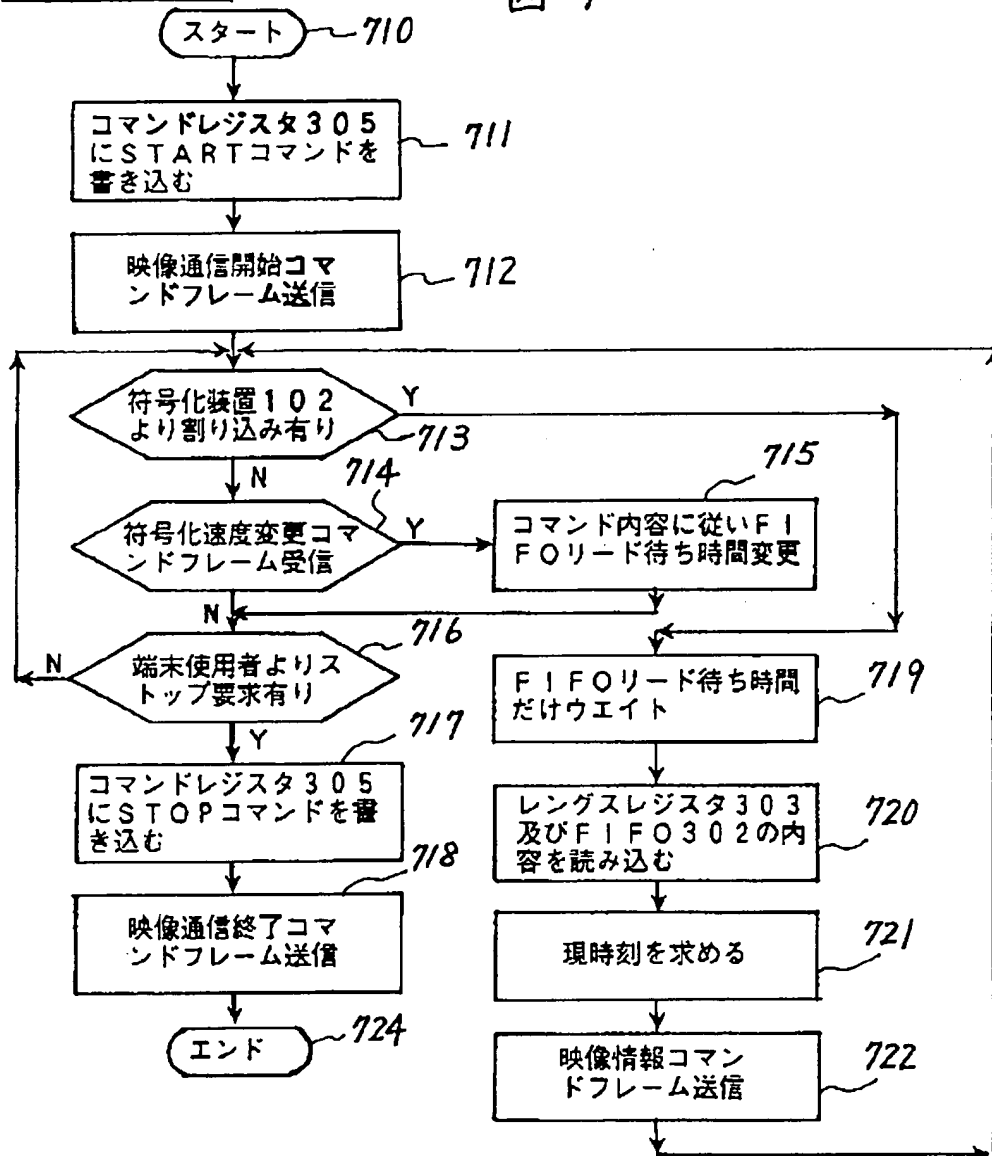 スタート
710
コマンドレジスタ305
にSTARTコマンドを
書き込む
711
映像通信開始コマ
ンドフレーム送信
712
符号化装置102
より割り込み有り
Y
713
N
714
符号化速度変更コマ
ンドフレーム受信
Y
715
コマンド内容に従いFI
FOリード待ち時間変更
N
716
端末使用者よりス
トップ要求有り
N
Y
717
コマンドレジスタ305
にSTOPコマンドを書
き込む
718
映像通信終了コマ
ンドフレーム送信
エンド
724
FIFOリード待ち時間
だけウエイト
719
レングスレジスタ303
及びFIFO302の内
容を読み込む
720
現時刻を求める
721
映像情報コマン
ドフレーム送信
722